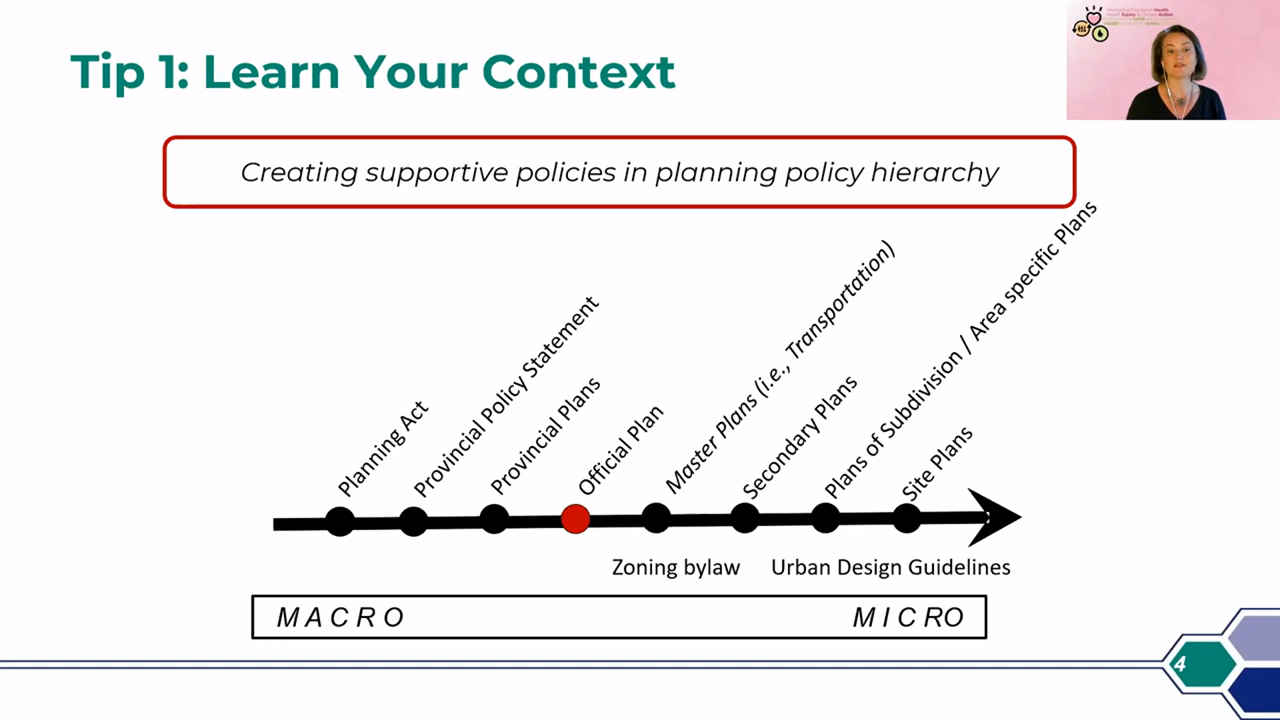 Tip 1: Learn Your Context
Creating supportive policies in planning policy hierarchy
Planning Act
Provincial Policy Statement
Provincial Plans
Official Plan
Master Plans (i.e., Transportation)
Secondary Plans
Plans of Subdivision / Area specific Plans
Site Plans
Zoning bylaw
Urban Design Guidelines
MACRO
MICRO
4